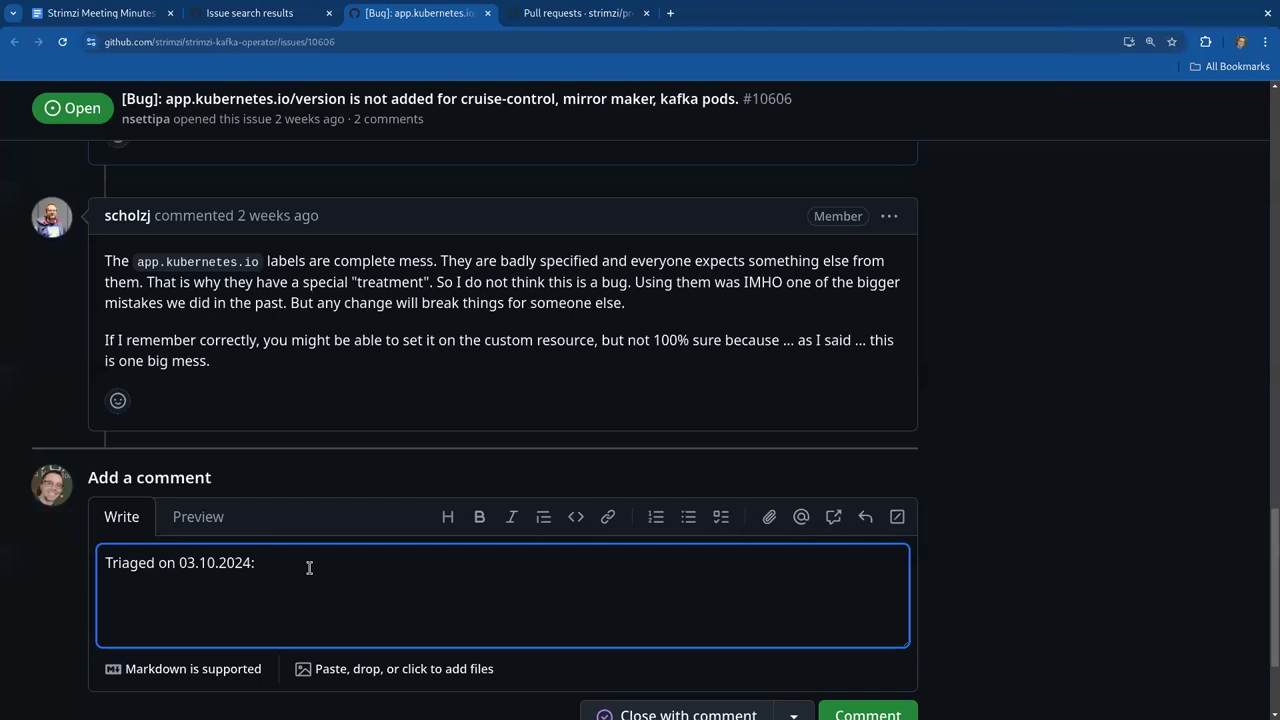 Strimzi Meeting Minutes
Issue search results
[Bug]: app.kubernetes.io
Pull requests · strimzi/pr
github.com/strimzi/strimzi-kafka-operator/issues/10606
All Bookmarks
Open
[Bug]: app.kubernetes.io/version is not added for cruise-control, mirror maker, kafka pods. #10606
nsettipa opened this issue 2 weeks ago · 2 comments
scholzj commented 2 weeks ago
Member
The app.kubernetes.io labels are complete mess. They are badly specified and everyone expects something else from
them. That is why they have a special "treatment". So I do not think this is a bug. Using them was IMHO one of the bigger
mistakes we did in the past. But any change will break things for someone else.
If I remember correctly, you might be able to set it on the custom resource, but not 100% sure because ... as I said ... this
is one big mess.
Add a comment
Write
Preview
Triaged on 03.10.2024:
Markdown is supported
Paste, drop, or click to add files
Close with comment
Comment